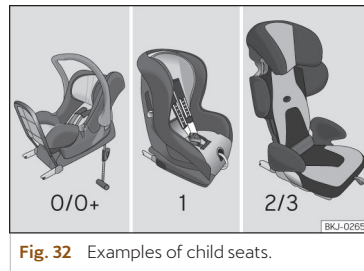 0/0+ 1 2/3
BKJ-0265
Fig. 32 Examples of child seats.